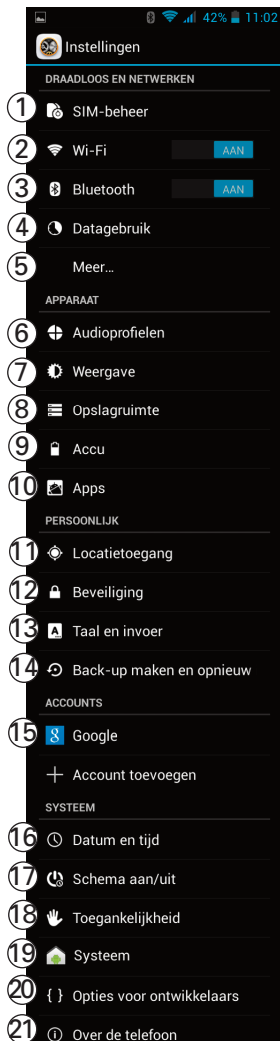 42% 11:02
Instellingen
DRAADLOOS EN NETWERKEN
1 SIM-beheer
2 Wi-Fi AAN
3 Bluetooth AAN
4 Datagebruik
5 Meer...
APPARAAT
6 Audioprofielen
7 Weergave
8 Opslagruimte
9 Accu
10 Apps
PERSOONLIJK
11 Locatietoegang
12 Beveiliging
13 A Taal en invoer
14 Back-up maken en opnieuw
ACCOUNTS
15 8 Google
+ Account toevoegen
SYSTEEM
16 Datum en tijd
17 Schema aan/uit
18 Toegankelijkheid
19 Systeem
20 { } Opties voor ontwikkelaars
21 Over de telefoon